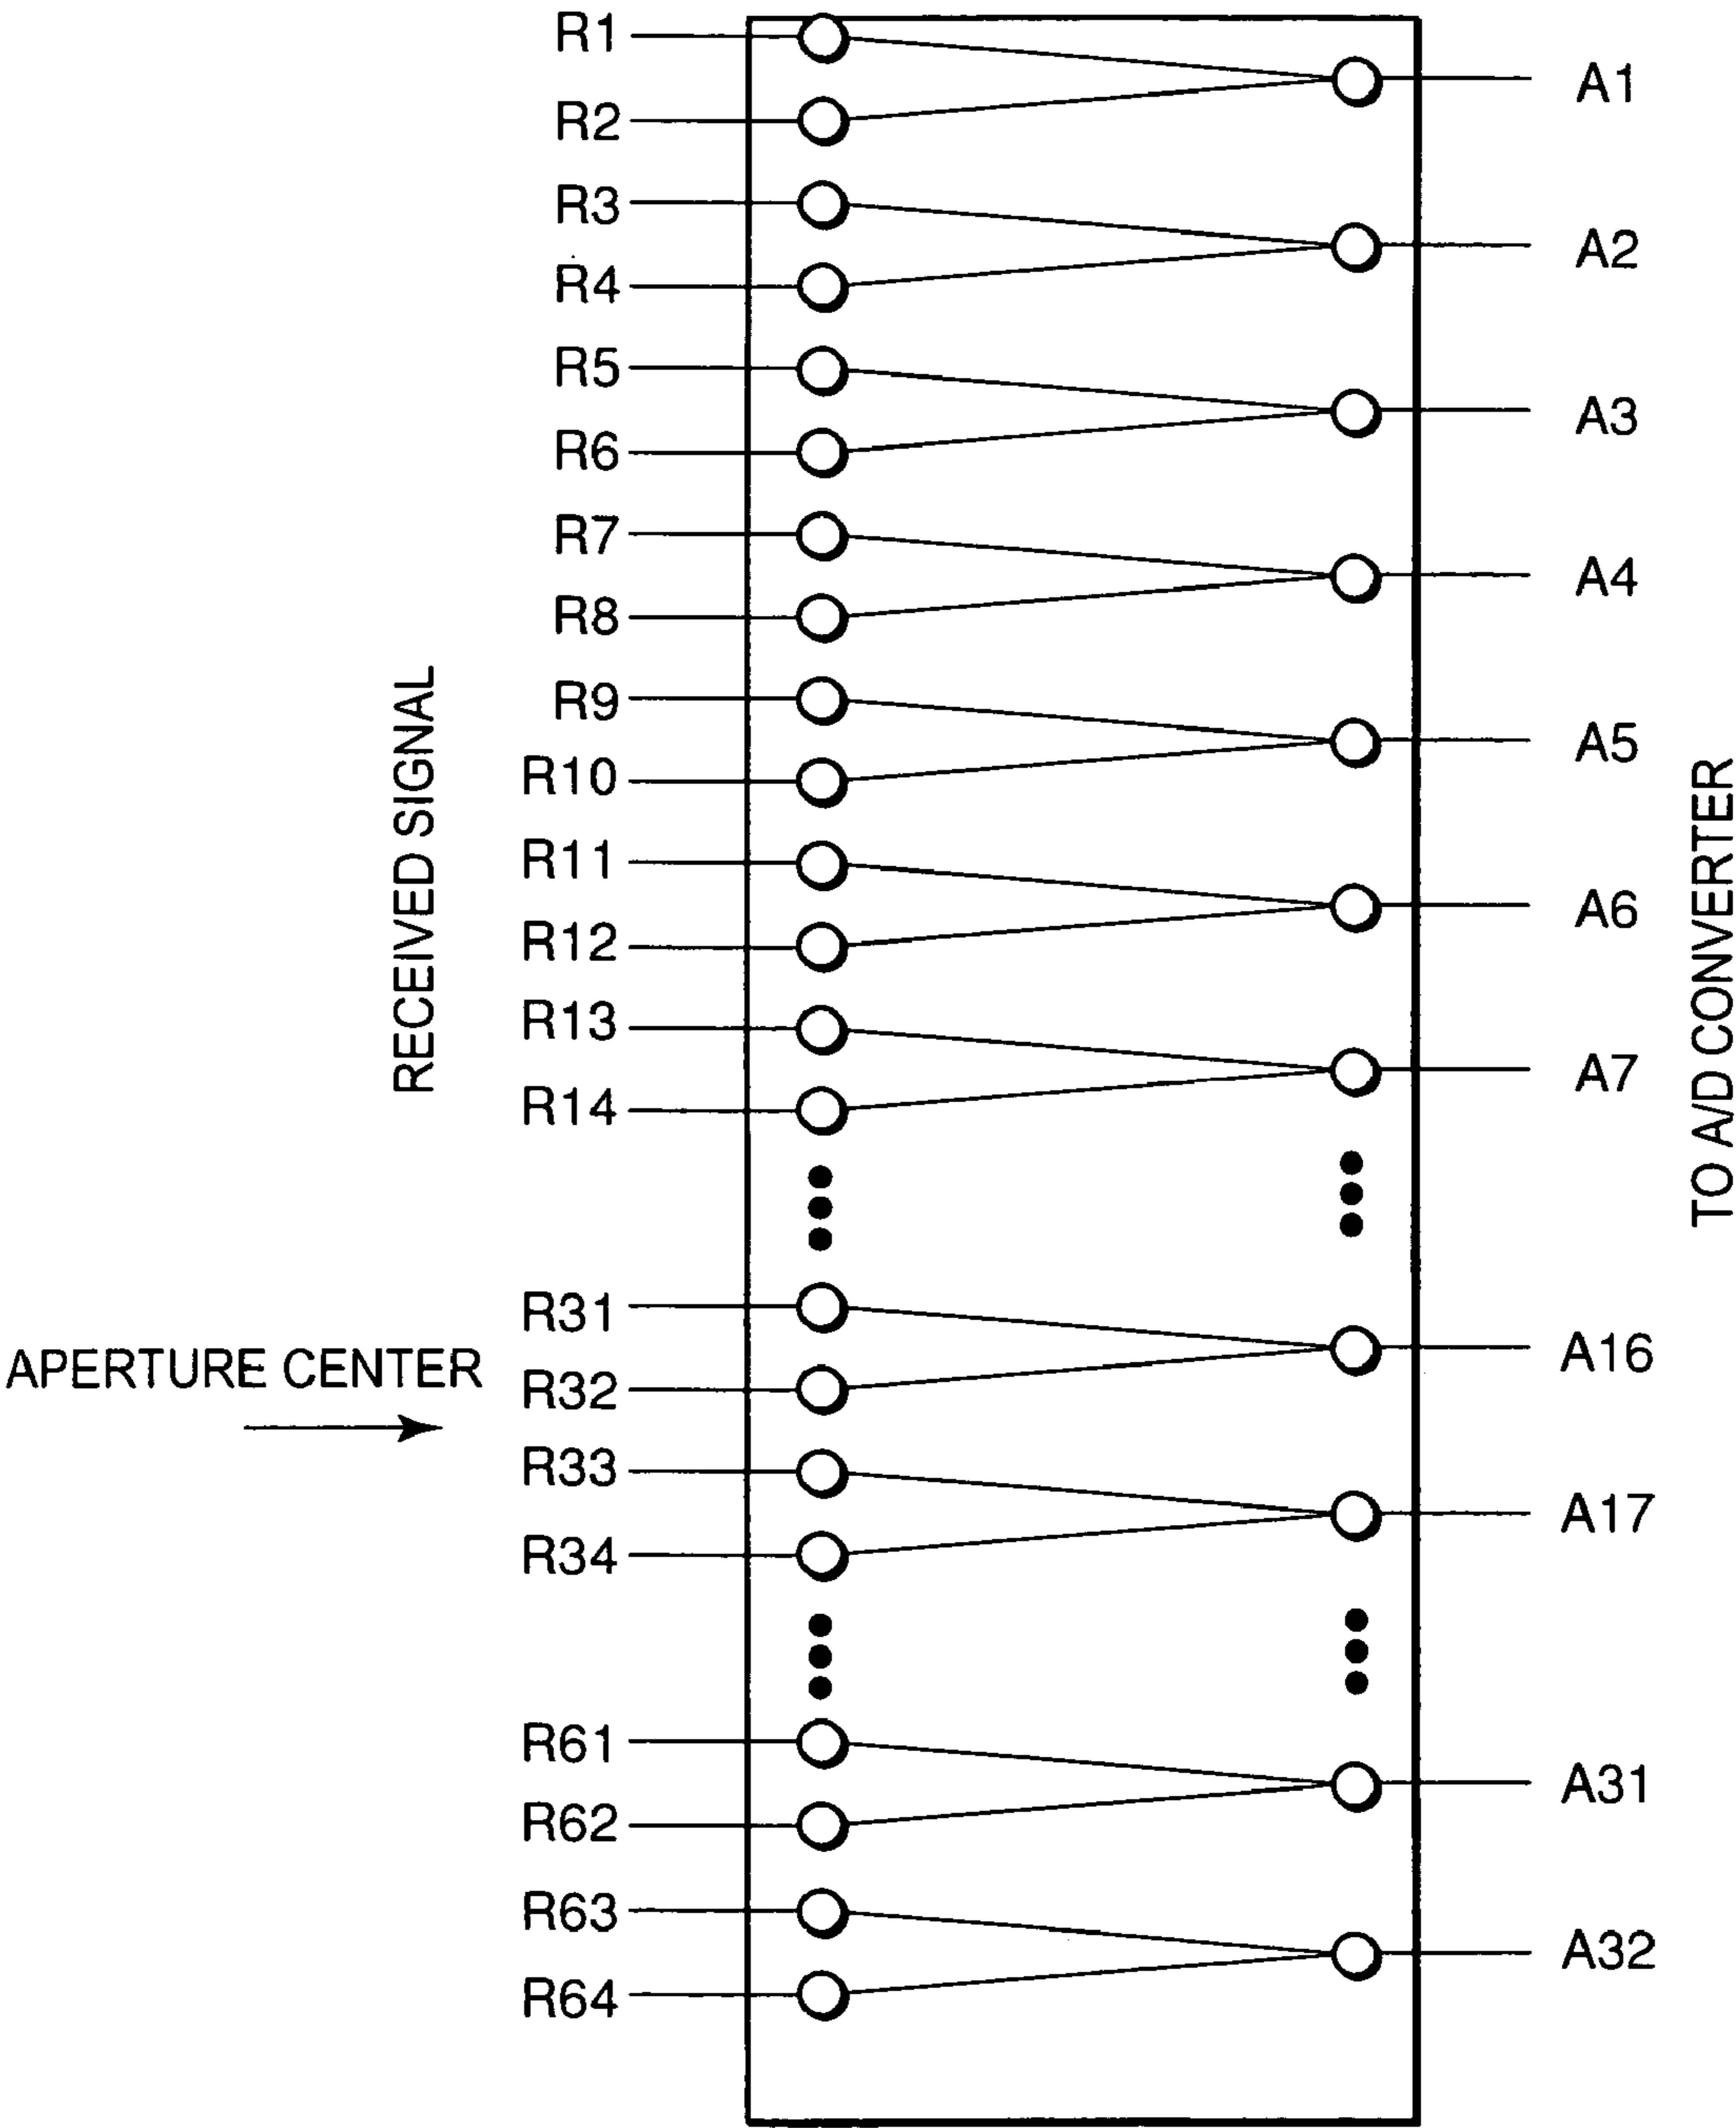 R1
R2
R3
R4
R5
R6
R7
R8
R9
R10
R11
R12
R13
R14
R31
R32
R33
R34
R61
R62
R63
R64
RECEIVED SIGNAL
APERTURE CENTER
A1
A2
A3
A4
A5
A6
A7
A16
A17
A31
A32
TO A/D CONVERTER